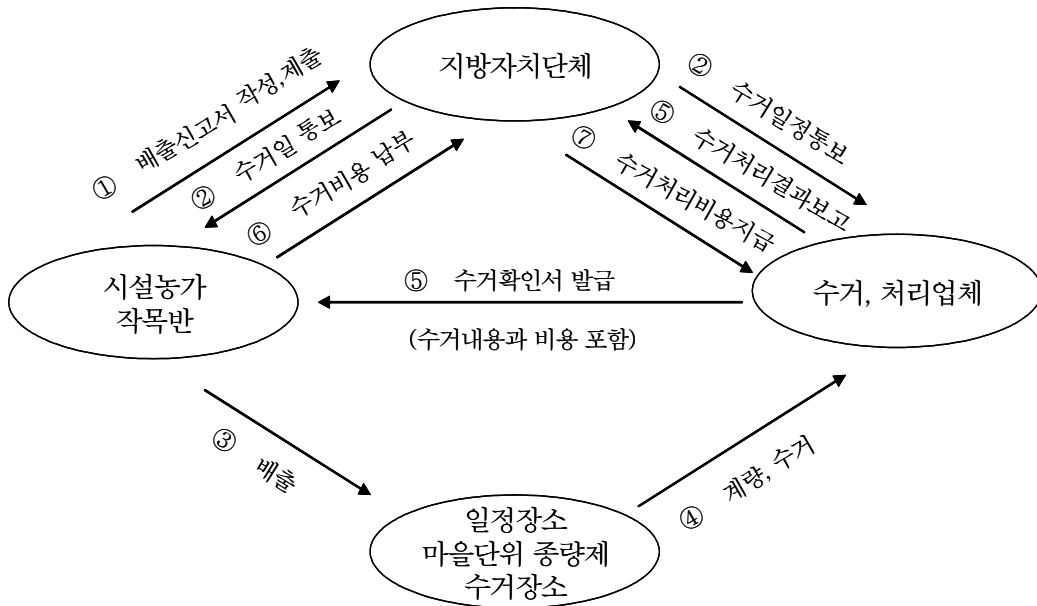 지방자치단체
① 배출신고서 작성,제출
② 수거일 통보
⑥ 수거비용 납부
② 수거일정통보
⑤ 수거처리결과보고
⑦ 수거처리비용지급
시설농가
작목반
⑤ 수거확인서 발급
(수거내용과 비용 포함)
수거, 처리업체
③ 배출
④ 계량, 수거
일정장소
마을단위 종량제
수거장소